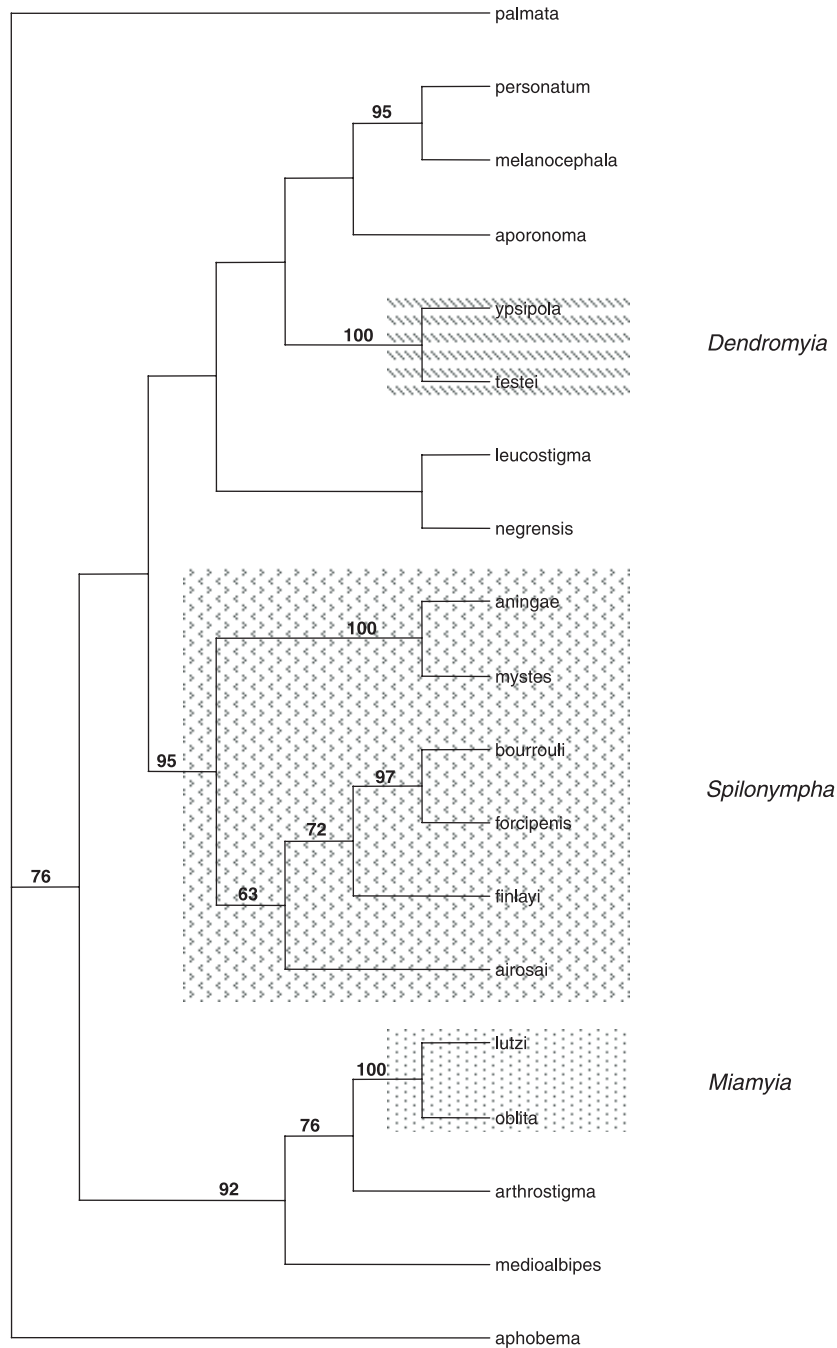 palmata
personatum
95
melanocephala
aporonoma
ypsipola
100
Dendromyia
testei
leucostigma
negrensis
aningae
100
mystes
bourrouli
95
97
Spilonympha
forcipenis
72
76
63
finlayi
airosai
lutzi
100
Miamyia
oblita
76
92
arthrostigma
medioalbipes
aphobema